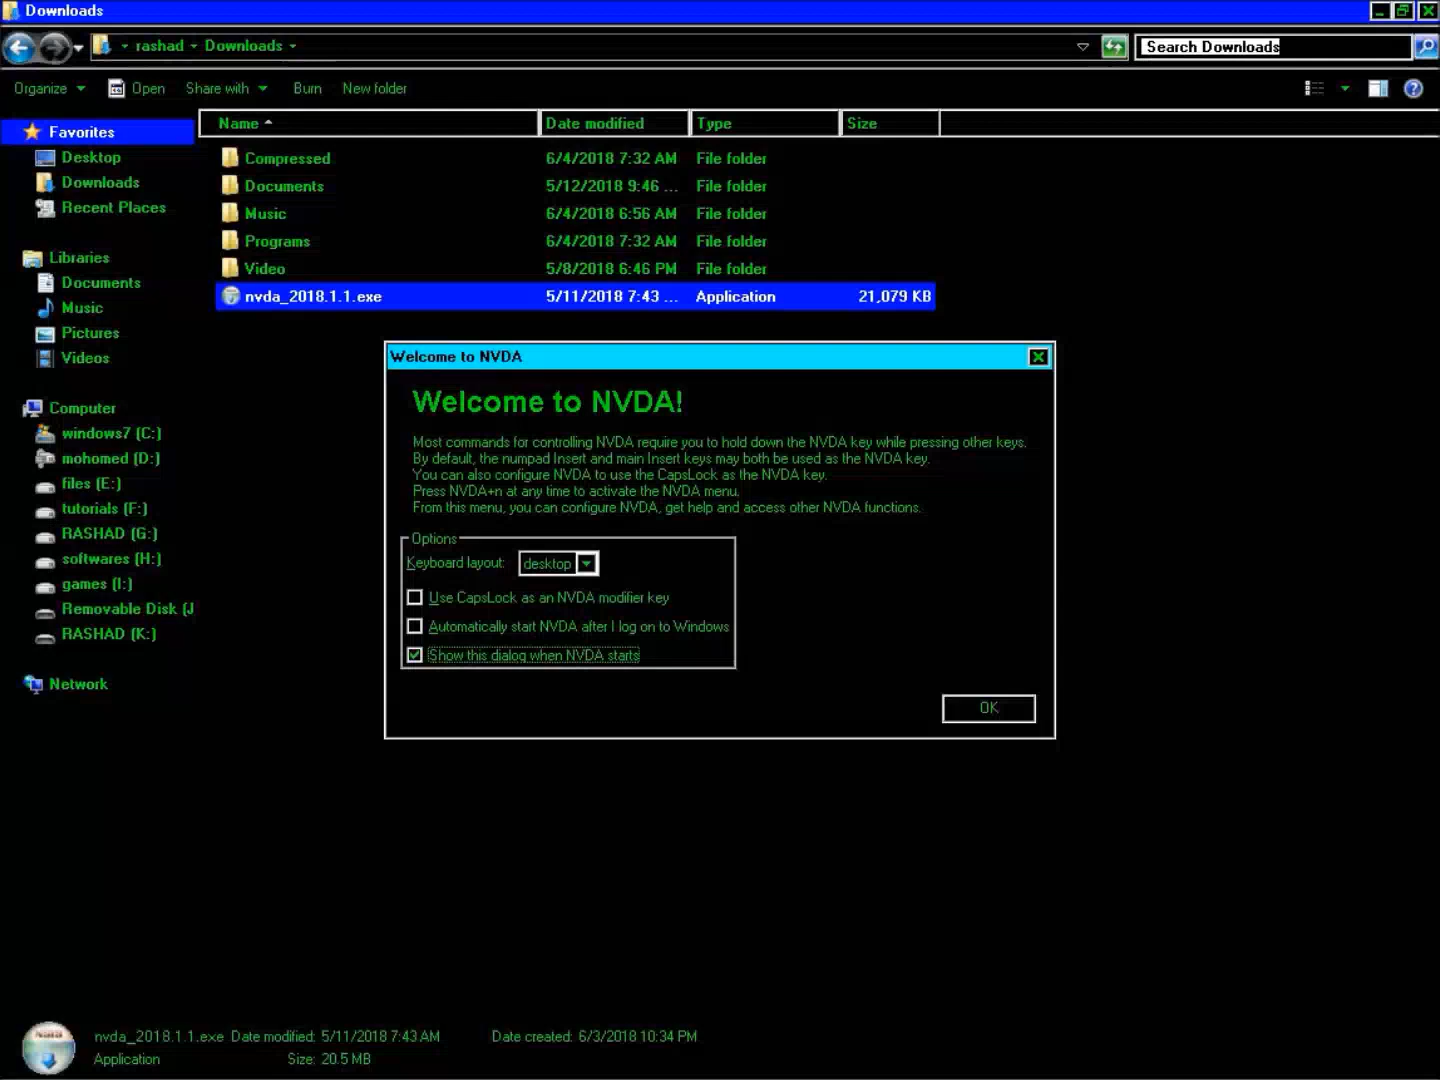 Downloads
rashad Downloads
Search Downloads
Organize Open Share with Burn New folder
Name Date modified Type Size
Favorites
Desktop
Downloads
Recent Places
Libraries
Documents
Music
Pictures
Videos
Computer
windows7 (C:)
mohomed (D:)
files (E:)
tutorials (F:)
RASHAD (G:)
softwares (H:)
games (I:)
Removable Disk (J
RASHAD (K:)
Network
Compressed 6/4/2018 7:32 AM File folder
Documents 5/12/2018 9:46 ... File folder
Music 6/4/2018 6:56 AM File folder
Programs 6/4/2018 7:32 AM File folder
Video 5/8/2018 6:46 PM File folder
nvda_2018.1.1.exe 5/11/2018 7:43 ... Application 21,079 KB
Welcome to NVDA
Welcome to NVDA!
Most commands for controlling NVDA require you to hold down the NVDA key while pressing other keys.
By default, the numpad Insert and main Insert keys may both be used as the NVDA key.
You can also configure NVDA to use the CapsLock as the NVDA key.
Press NVDA+n at any time to activate the NVDA menu.
From this menu, you can configure NVDA, get help and access other NVDA functions.
Options
Keyboard layout: desktop
Use CapsLock as an NVDA modifier key
Automatically start NVDA after I log on to Windows
Show this dialog when NVDA starts
OK
nvda_2018.1.1.exe Date modified: 5/11/2018 7:43 AM Date created: 6/3/2018 10:34 PM
Application Size: 20.5 MB